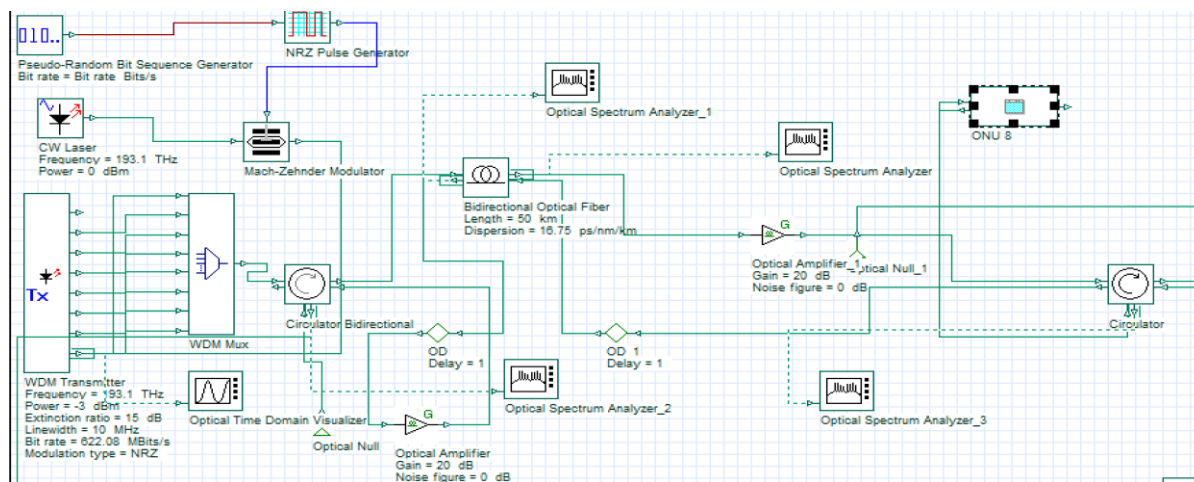 010..
NRZ Pulse Generator
Pseudo-Random Bit Sequence Generator
Bit rate = Bit rate Bits/s
Optical Spectrum Analyzer_1
ONU 8
CW Laser
Frequency = 193.1 THz
Power = 0 dBm
Mach-Zehnder Modulator
Optical Spectrum Analyzer
Bidirectional Optical Fiber
Length = 50 km
Dispersion = 16.75 ps/nm/km
G
Optical Amplifier_1
Gain = 20 dB
Noise figure = 0 dB
Optical Null_1
Tx
Circulator Bidirectional
Circulator
WDM Mux
OD
Delay = 1
OD_1
Delay = 1
WDM Transmitter
Frequency = 193.1 THz
Power = -3 dBm
Extinction ratio = 15 dB
Linewidth = 10 MHz
Bit rate = 622.08 MBits/s
Modulation type = NRZ
Optical Time Domain Visualizer
Optical Spectrum Analyzer_2
Optical Spectrum Analyzer_3
Optical Null
G
Optical Amplifier
Gain = 20 dB
Noise figure = 0 dB